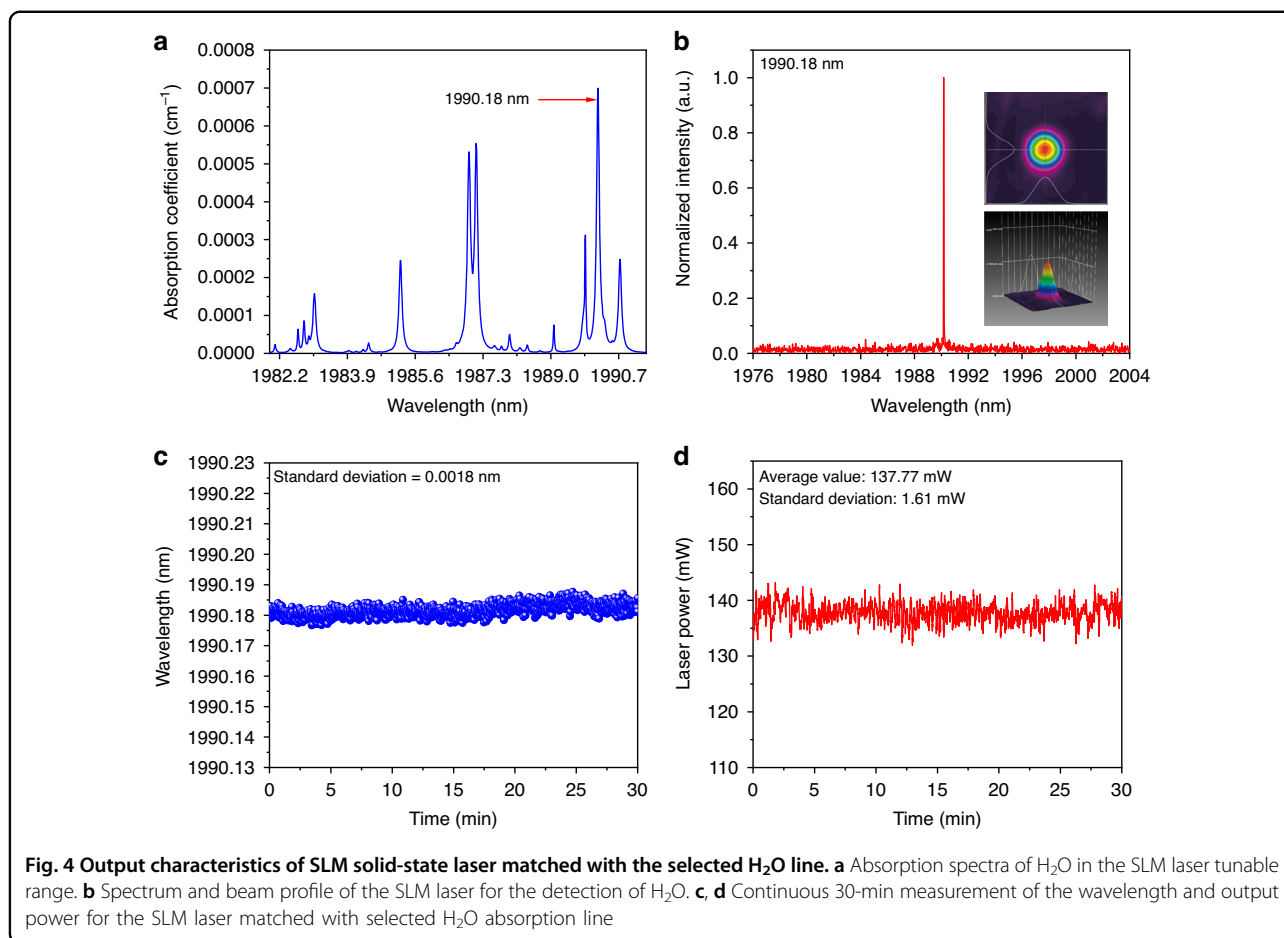 a
0.0008
0.0007
0.0006
0.0005
0.0004
0.0003
0.0002
0.0001
0.0000
Absorption coefficient (cm⁻¹)
1990.18 nm
1982.2 1983.9 1985.6 1987.3 1989.0 1990.7
Wavelength (nm)
b
1990.18 nm
1.0
0.8
0.6
0.4
0.2
0.0
Normalized intensity (a.u.)
1976 1980 1984 1988 1992 1996 2000 2004
Wavelength (nm)
c
1990.23
1990.22
1990.21
1990.20
1990.19
1990.18
1990.17
1990.16
1990.15
1990.14
1990.13
Wavelength (nm)
Standard deviation = 0.0018 nm
0 5 10 15 20 25 30
Time (min)
d
Average value: 137.77 mW
Standard deviation: 1.61 mW
160
150
140
130
120
110
Laser power (mW)
0 5 10 15 20 25 30
Time (min)
Fig. 4 Output characteristics of SLM solid-state laser matched with the selected H₂O line. a Absorption spectra of H₂O in the SLM laser tunable
range. b Spectrum and beam profile of the SLM laser for the detection of H₂O. c, d Continuous 30-min measurement of the wavelength and output
power for the SLM laser matched with selected H₂O absorption line